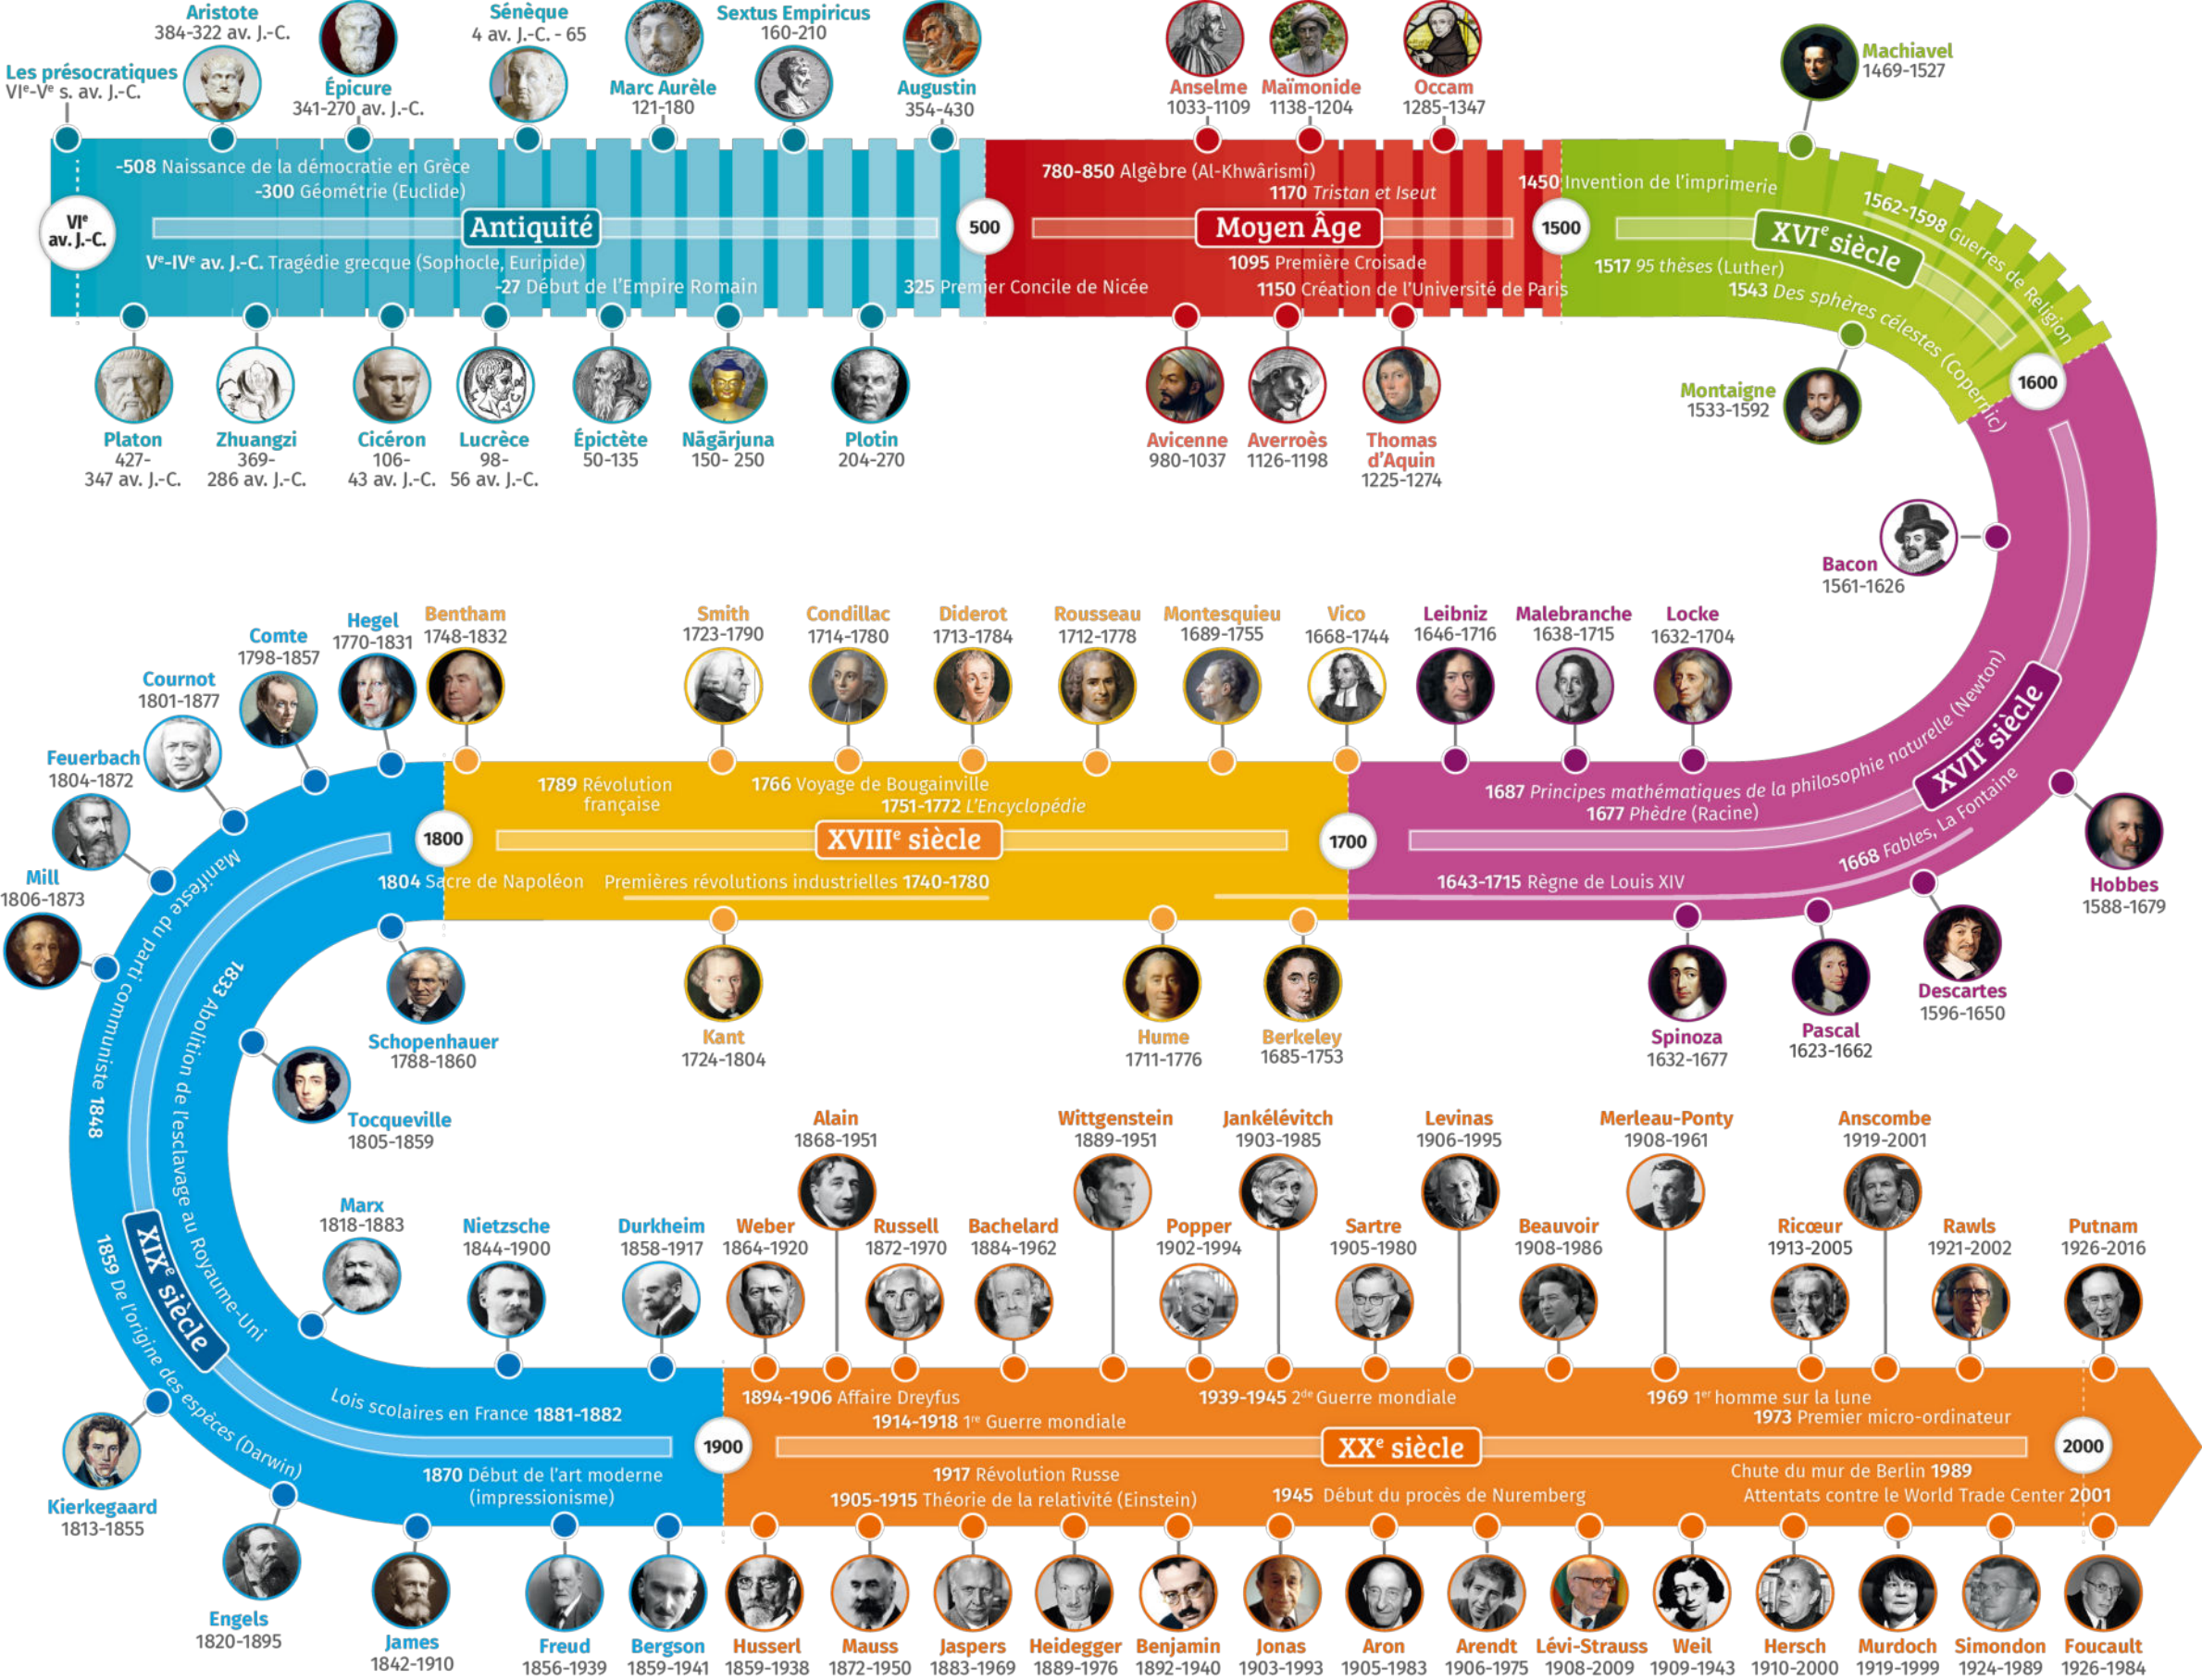 Aristote
384-322 av. J.-C.
Sénèque
4 av. J.-C. - 65
Sextus Empiricus
160-210
Les présocratiques
VIe-Ve s. av. J.-C.
Épicure
341-270 av. J.-C.
Marc Aurèle
121-180
Augustin
354-430
Anselme
1033-1109
Maïmonide
1138-1204
Occam
1285-1347
Machiavel
1469-1527
-508 Naissance de la démocratie en Grèce
-300 Géométrie (Euclide)
VIe
av. J.-C.
Antiquité
Ve-IVe av. J.-C. Tragédie grecque (Sophocle, Euripide)
-27 Début de l'Empire Romain
325 Premier Concile de Nicée
500
780-850 Algèbre (Al-Khwârismî)
1170 Tristan et Iseut
Moyen Âge
1095 Première Croisade
1150 Création de l'Université de Paris
1450 Invention de l'imprimerie
1500
XVIe siècle
1562-1598 Guerres de Religion
1517 95 thèses (Luther)
1543 Des sphères célestes (Copernic)
1600
Platon
427-
347 av. J.-C.
Zhuangzi
369-
286 av. J.-C.
Cicéron
106-
43 av. J.-C.
Lucrèce
98-
56 av. J.-C.
Épictète
50-135
Nāgārjuna
150- 250
Plotin
204-270
Avicenne
980-1037
Averroès
1126-1198
Thomas
d'Aquin
1225-1274
Montaigne
1533-1592
Bacon
1561-1626
Hobbes
1588-1679
Descartes
1596-1650
Pascal
1623-1662
Spinoza
1632-1677
Locke
1632-1704
Malebranche
1638-1715
Leibniz
1646-1716
1687 Principes mathématiques de la philosophie naturelle (Newton)
1677 Phèdre (Racine)
XVIIe siècle
1668 Fables, La Fontaine
1643-1715 Règne de Louis XIV
1700
Vico
1668-1744
Montesquieu
1689-1755
Rousseau
1712-1778
Diderot
1713-1784
Condillac
1714-1780
Smith
1723-1790
Bentham
1748-1832
1789 Révolution
française
1766 Voyage de Bougainville
1751-1772 L'Encyclopédie
XVIIIe siècle
1804 Sacre de Napoléon
Premières révolutions industrielles 1740-1780
1800
Berkeley
1685-1753
Hume
1711-1776
Kant
1724-1804
Hegel
1770-1831
Comte
1798-1857
Cournot
1801-1877
Feuerbach
1804-1872
Mill
1806-1873
Schopenhauer
1788-1860
Tocqueville
1805-1859
Marx
1818-1883
Nietzsche
1844-1900
Durkheim
1858-1917
Manifeste du parti communiste 1848
1833 Abolition de l'esclavage au Royaume-Uni
XIXe siècle
1859 De l'origine des espèces (Darwin)
Lois scolaires en France 1881-1882
1870 Début de l'art moderne
(impressionisme)
Kierkegaard
1813-1855
Engels
1820-1895
James
1842-1910
Freud
1856-1939
Bergson
1859-1941
1900
Alain
1868-1951
Wittgenstein
1889-1951
Jankélévitch
1903-1985
Levinas
1906-1995
Merleau-Ponty
1908-1961
Anscombe
1919-2001
Weber
1864-1920
Russell
1872-1970
Bachelard
1884-1962
Popper
1902-1994
Sartre
1905-1980
Beauvoir
1908-1986
Ricœur
1913-2005
Rawls
1921-2002
Putnam
1926-2016
1894-1906 Affaire Dreyfus
1914-1918 1re Guerre mondiale
1939-1945 2de Guerre mondiale
1969 1er homme sur la lune
1973 Premier micro-ordinateur
XXe siècle
2000
1917 Révolution Russe
1905-1915 Théorie de la relativité (Einstein)
1945 Début du procès de Nuremberg
Chute du mur de Berlin 1989
Attentats contre le World Trade Center 2001
Husserl
1859-1938
Mauss
1872-1950
Jaspers
1883-1969
Heidegger
1889-1976
Benjamin
1892-1940
Jonas
1903-1993
Aron
1905-1983
Arendt
1906-1975
Lévi-Strauss
1908-2009
Weil
1909-1943
Hersch
1910-2000
Murdoch
1919-1999
Simondon
1924-1989
Foucault
1926-1984